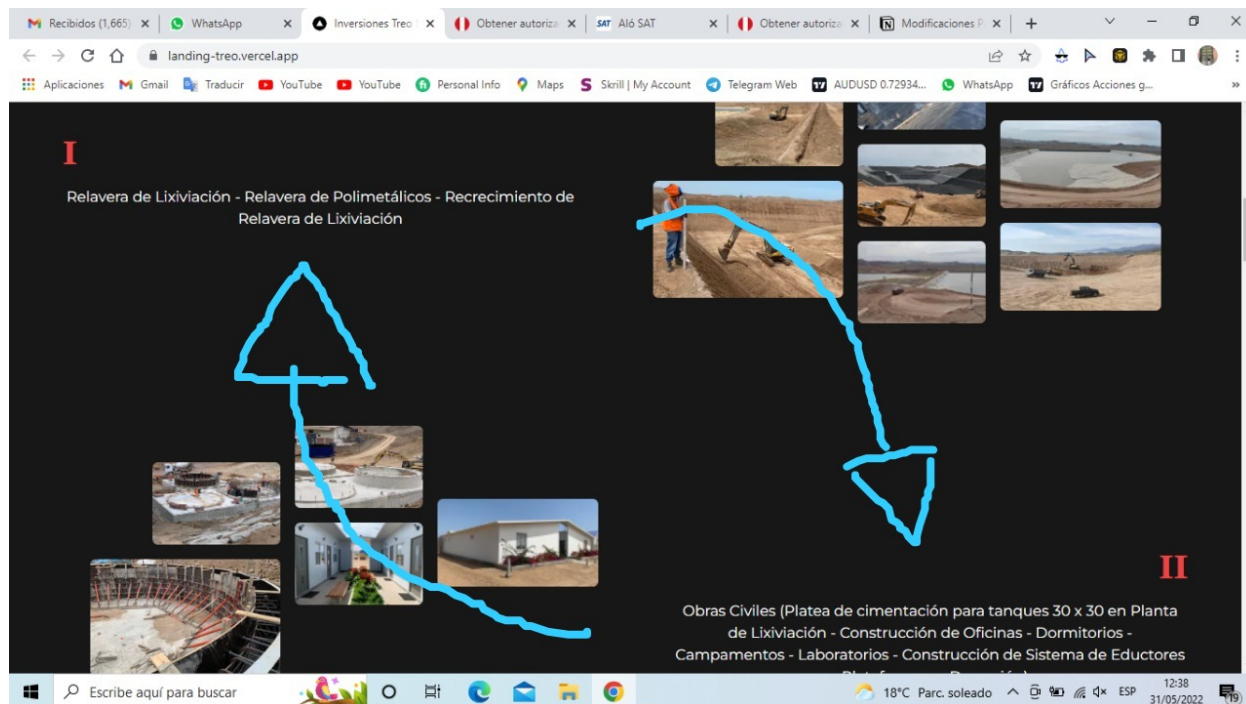 Recibidos (1,665)
WhatsApp
Inversiones Treo
Obtener autoriza
SAT Aló SAT
Obtener autoriza
Modificaciones P
landing-treo.vercel.app
Aplicaciones
Gmail
Traducir
YouTube
YouTube
Personal Info
Maps
Skrill | My Account
Telegram Web
AUDUSD 0.72934...
WhatsApp
Gráficos Acciones g...
I
Relavera de Lixiviación - Relavera de Polimetálicos - Recrecimiento de
Relavera de Lixiviación
II
Obras Civiles (Platea de cimentación para tanques 30 x 30 en Planta
de Lixiviación - Construcción de Oficinas - Dormitorios -
Campamentos - Laboratorios - Construcción de Sistema de Eductores
Escribe aquí para buscar
18°C Parc. soleado
ESP
12:38
31/05/2022
19